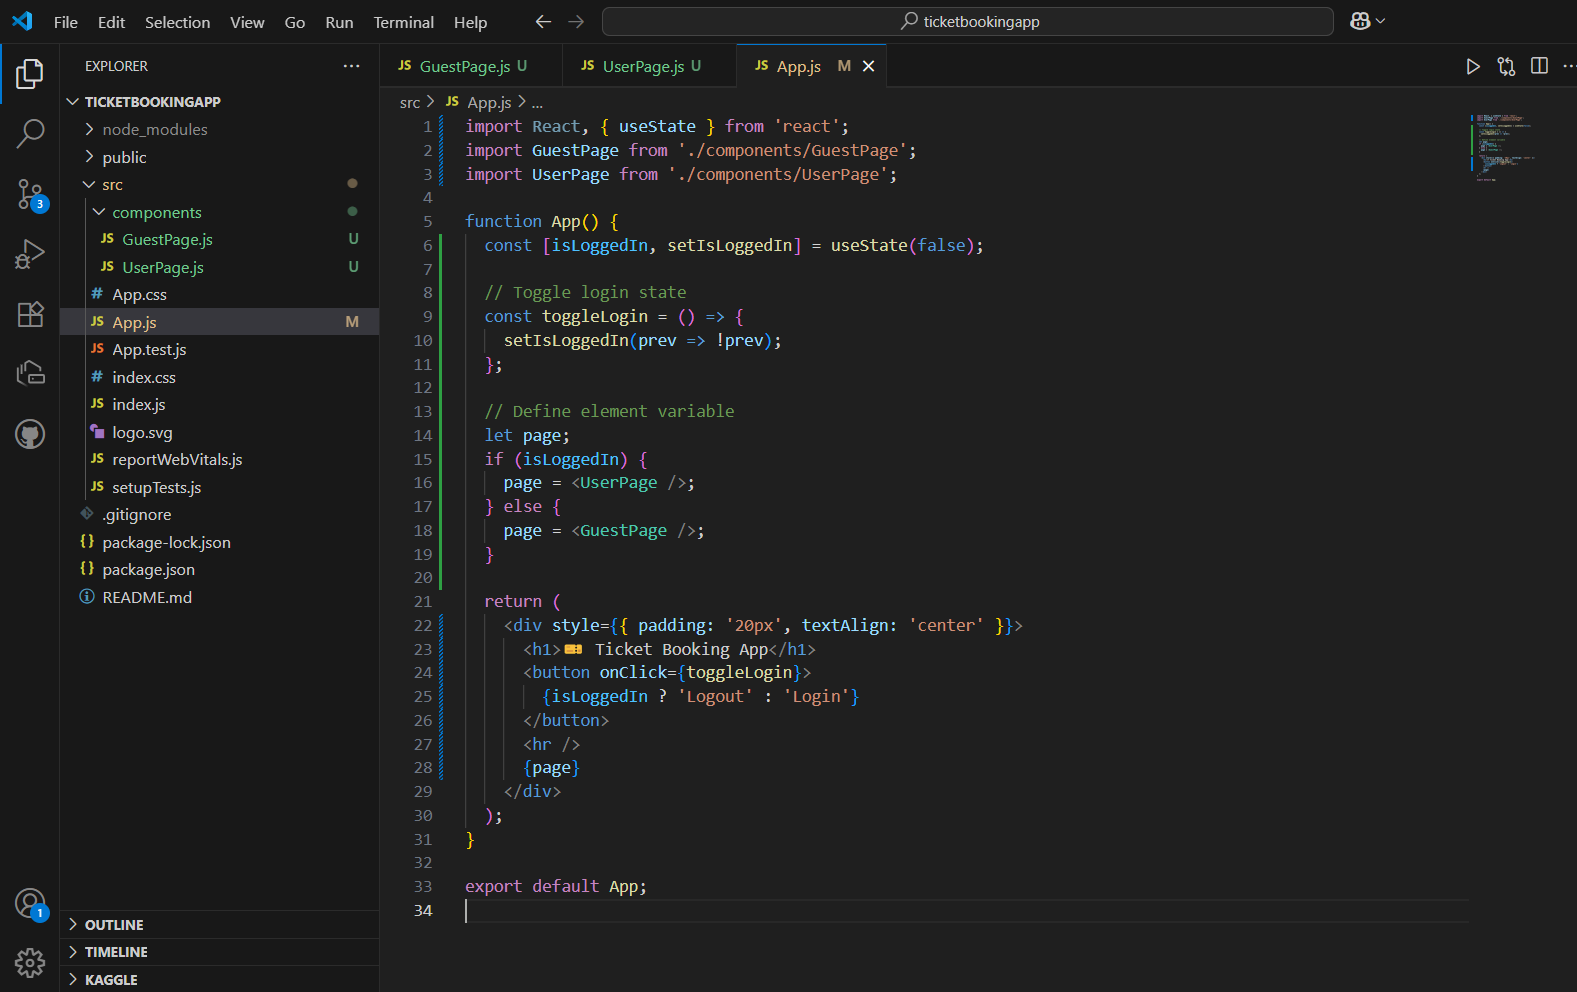 File Edit Selection View Go Run Terminal Help
ticketbookingapp
EXPLORER
TICKETBOOKINGAPP
node_modules
public
src
components
JS GuestPage.js U
JS UserPage.js U
# App.css
JS App.js M
JS App.test.js
# index.css
JS index.js
logo.svg
JS reportWebVitals.js
JS setupTests.js
.gitignore
{} package-lock.json
{} package.json
README.md
OUTLINE
TIMELINE
KAGGLE
3
1
JS GuestPage.js U JS UserPage.js U JS App.js M
src > JS App.js > ...
1 import React, { useState } from 'react';
2 import GuestPage from './components/GuestPage';
3 import UserPage from './components/UserPage';
4
5 function App() {
6 const [isLoggedIn, setIsLoggedIn] = useState(false);
7
8 // Toggle login state
9 const toggleLogin = () => {
10 setIsLoggedIn(prev => !prev);
11 };
12
13 // Define element variable
14 let page;
15 if (isLoggedIn) {
16 page = <UserPage />;
17 } else {
18 page = <GuestPage />;
19 }
20
21 return (
22 <div style={{ padding: '20px', textAlign: 'center' }}>
23 <h1>🎫 Ticket Booking App</h1>
24 <button onClick={toggleLogin}>
25 {isLoggedIn ? 'Logout' : 'Login'}
26 </button>
27 <hr />
28 {page}
29 </div>
30 );
31 }
32
33 export default App;
34